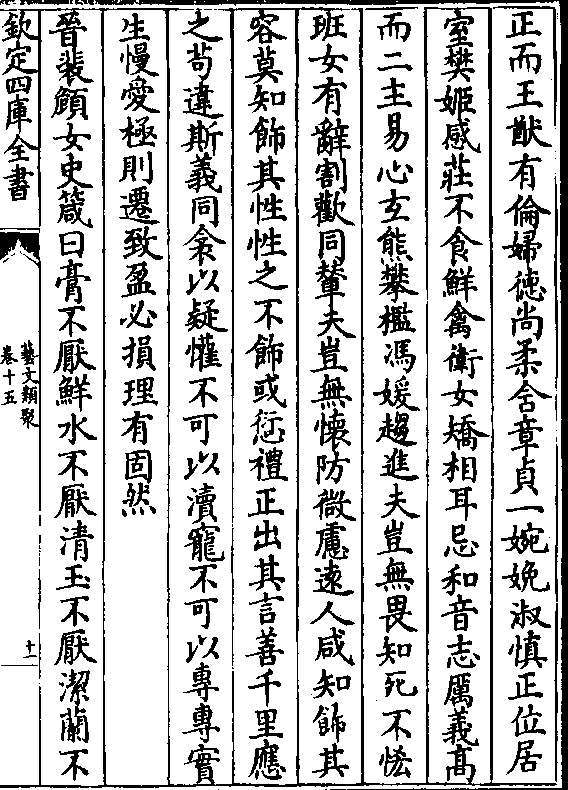 正而王猷有倫婦徳尚柔含章貞一婉娩淑慎正位居
室樊姬感莊不食鮮禽衛女矯桓耳忌和音志厲義髙
而二主易心玄熊攀檻馮媛趨進夫豈無畏知死不恡
班女有辭割歡同輦夫豈無懐防微慮逺人咸知飾其
容莫知飾其性性之不飾或愆禮正出其言善千里應
之茍違斯義同衾以疑懽不可以瀆寵不可以專專實
生慢愛極則遷致盈必損理有固然
晉裴頠女史箴曰膏不厭鮮水不厭清玉不厭潔蘭不
欽定四庫全書
藝文類聚
卷十五
十一